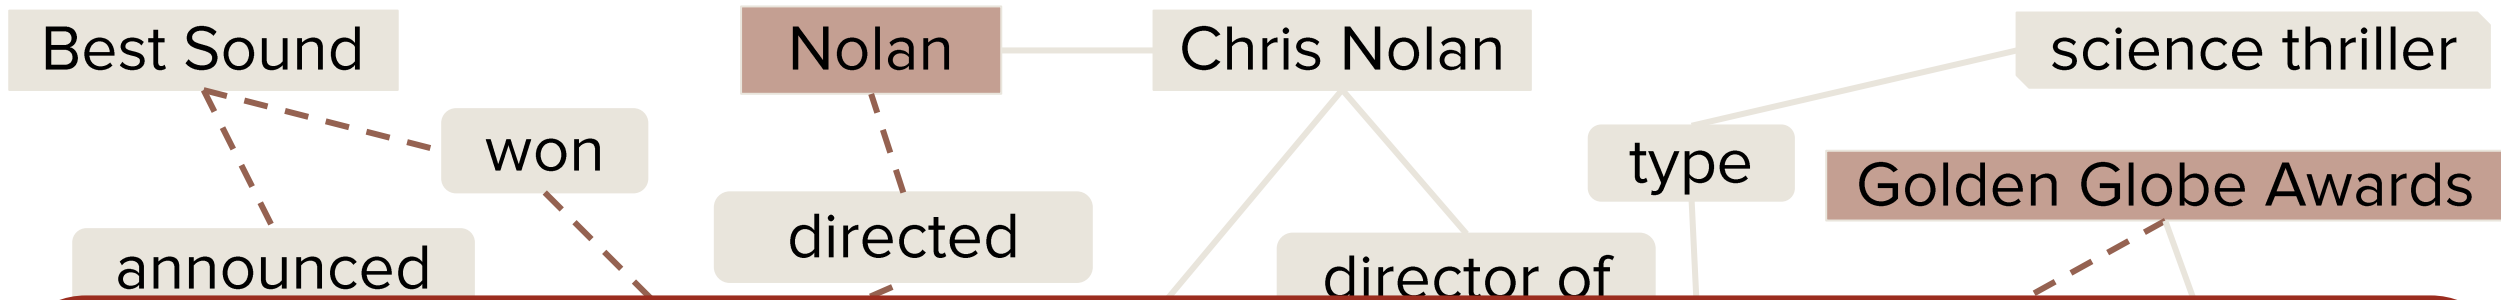 Best Sound
Nolan
Chris Nolan
science thriller
won
type
Golden Globe Awards
directed
announced
director of